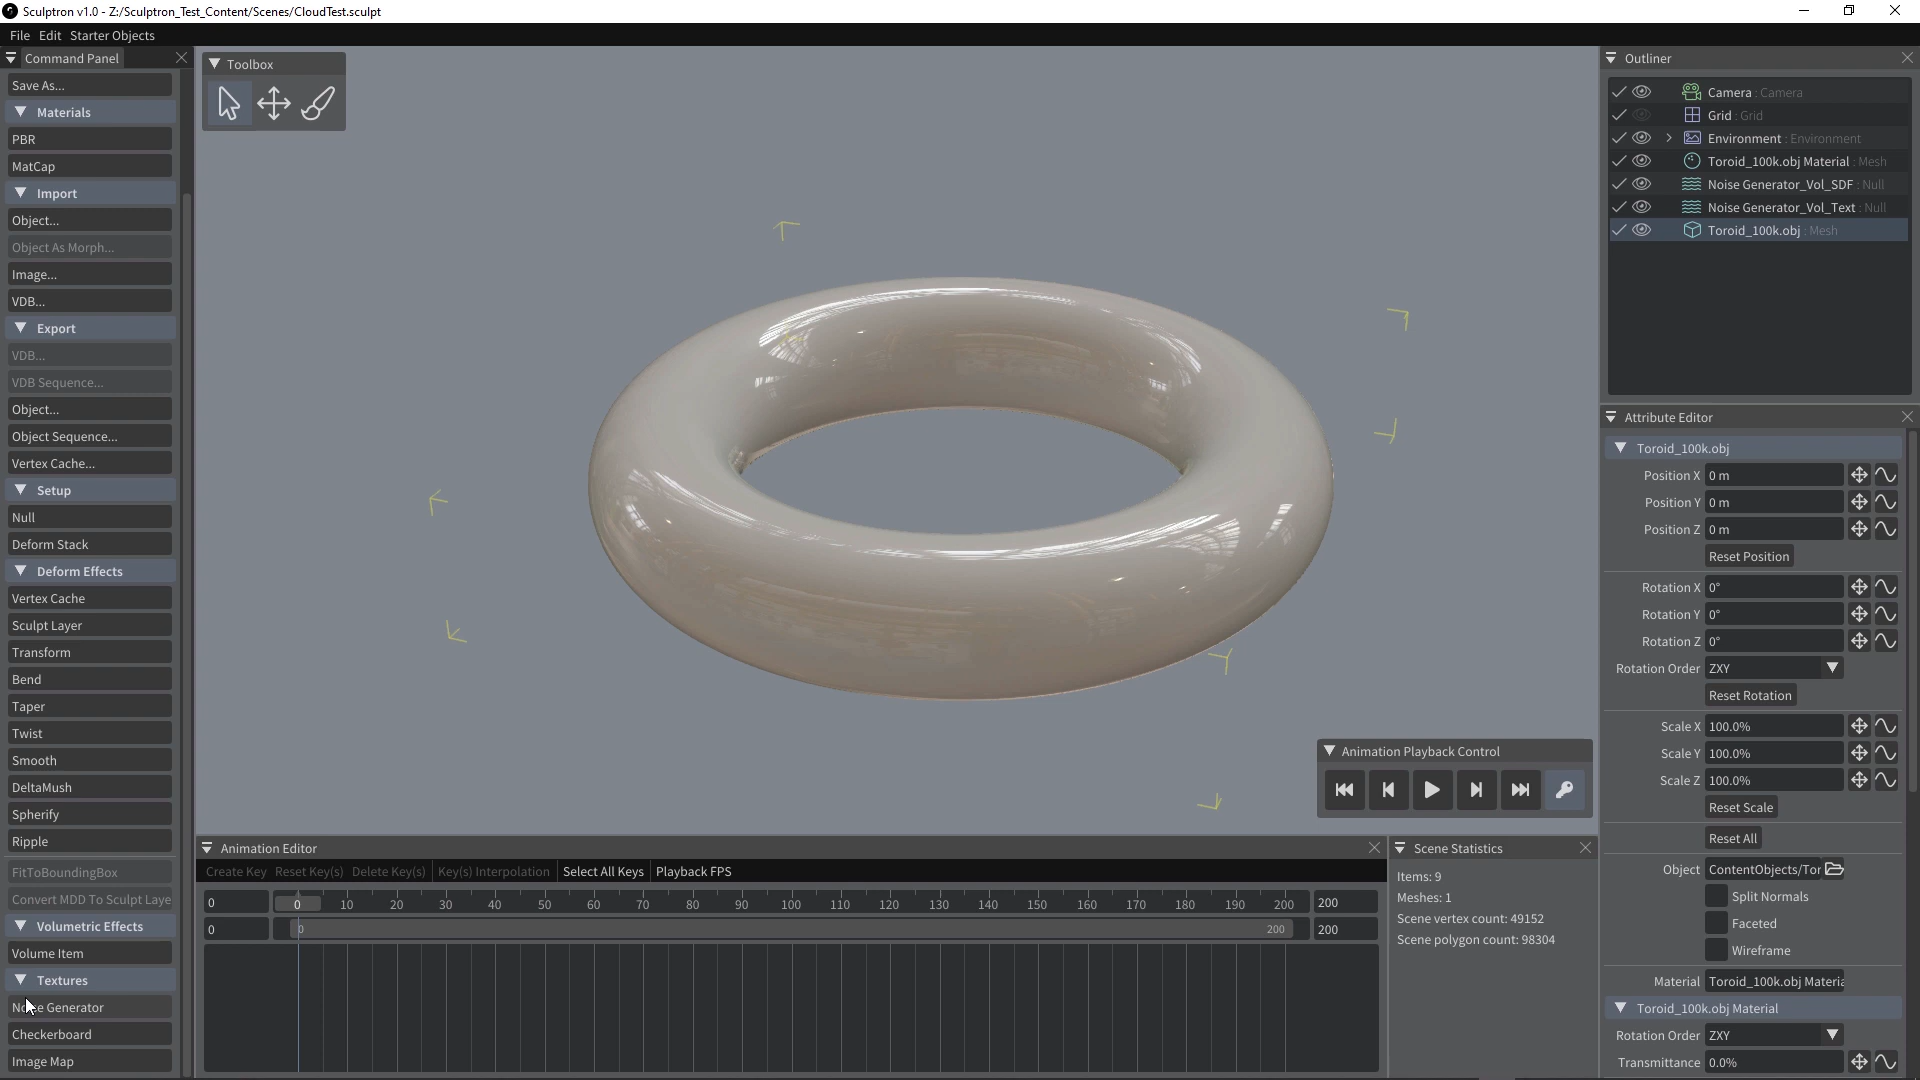 Sculptron v1.0 - Z:/Sculptron_Test_Content/Scenes/CloudTest.sculpt
File Edit Starter Objects
Command Panel
Save As...
Materials
PBR
MatCap
Import
Object...
Object As Morph...
Image...
VDB...
Export
VDB...
VDB Sequence...
Object...
Object Sequence...
Vertex Cache...
Setup
Null
Deform Stack
Deform Effects
Vertex Cache
Sculpt Layer
Transform
Bend
Taper
Twist
Smooth
DeltaMush
Spherify
Ripple
FitToBoundingBox
Convert MDD To Sculpt Laye
Volumetric Effects
Volume Item
Textures
Generator
Checkerboard
Image Map
Toolbox
Animation Playback Control
Animation Editor
Create Key Reset Key(s) Delete Key(s) Key(s) Interpolation Select All Keys Playback FPS
0 0 10 20 30 40 50 60 70 80 90 100 110 120 130 140 150 160 170 180 190 200 200
0 0 200 200
Scene Statistics
Items: 9
Meshes: 1
Scene vertex count: 49152
Scene polygon count: 98304
Outliner
Camera : Camera
Grid : Grid
Environment : Environment
Toroid_100k.obj Material : Mesh
Noise Generator_Vol_SDF : Null
Noise Generator_Vol_Text : Null
Toroid_100k.obj : Mesh
Attribute Editor
Toroid_100k.obj
Position X 0 m
Position Y 0 m
Position Z 0 m
Reset Position
Rotation X 0°
Rotation Y 0°
Rotation Z 0°
Rotation Order ZXY
Reset Rotation
Scale X 100.0%
Scale Y 100.0%
Scale Z 100.0%
Reset Scale
Reset All
Object ContentObjects/Tor
Split Normals
Faceted
Wireframe
Material Toroid_100k.obj Materia
Toroid_100k.obj Material
Rotation Order ZXY
Transmittance 0.0%